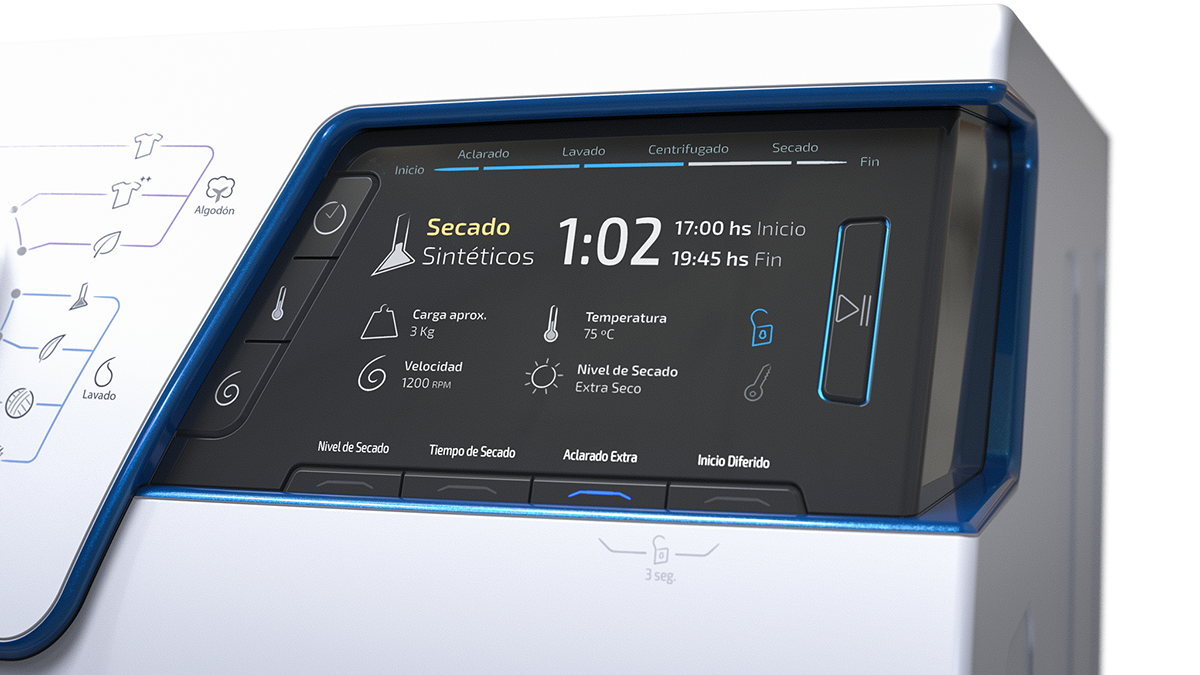 Algodón
Lavado
Inicio
Aclarado
Lavado
Centrifugado
Secado
Fin
Secado
Sintéticos
1:02
17:00 hs Inicio
19:45 hs Fin
Carga aprox.
3 Kg
Temperatura
75 ºC
Velocidad
1200 RPM
Nivel de Secado
Extra Seco
Nivel de Secado
Tiempo de Secado
Aclarado Extra
Inicio Diferido
3 seg.